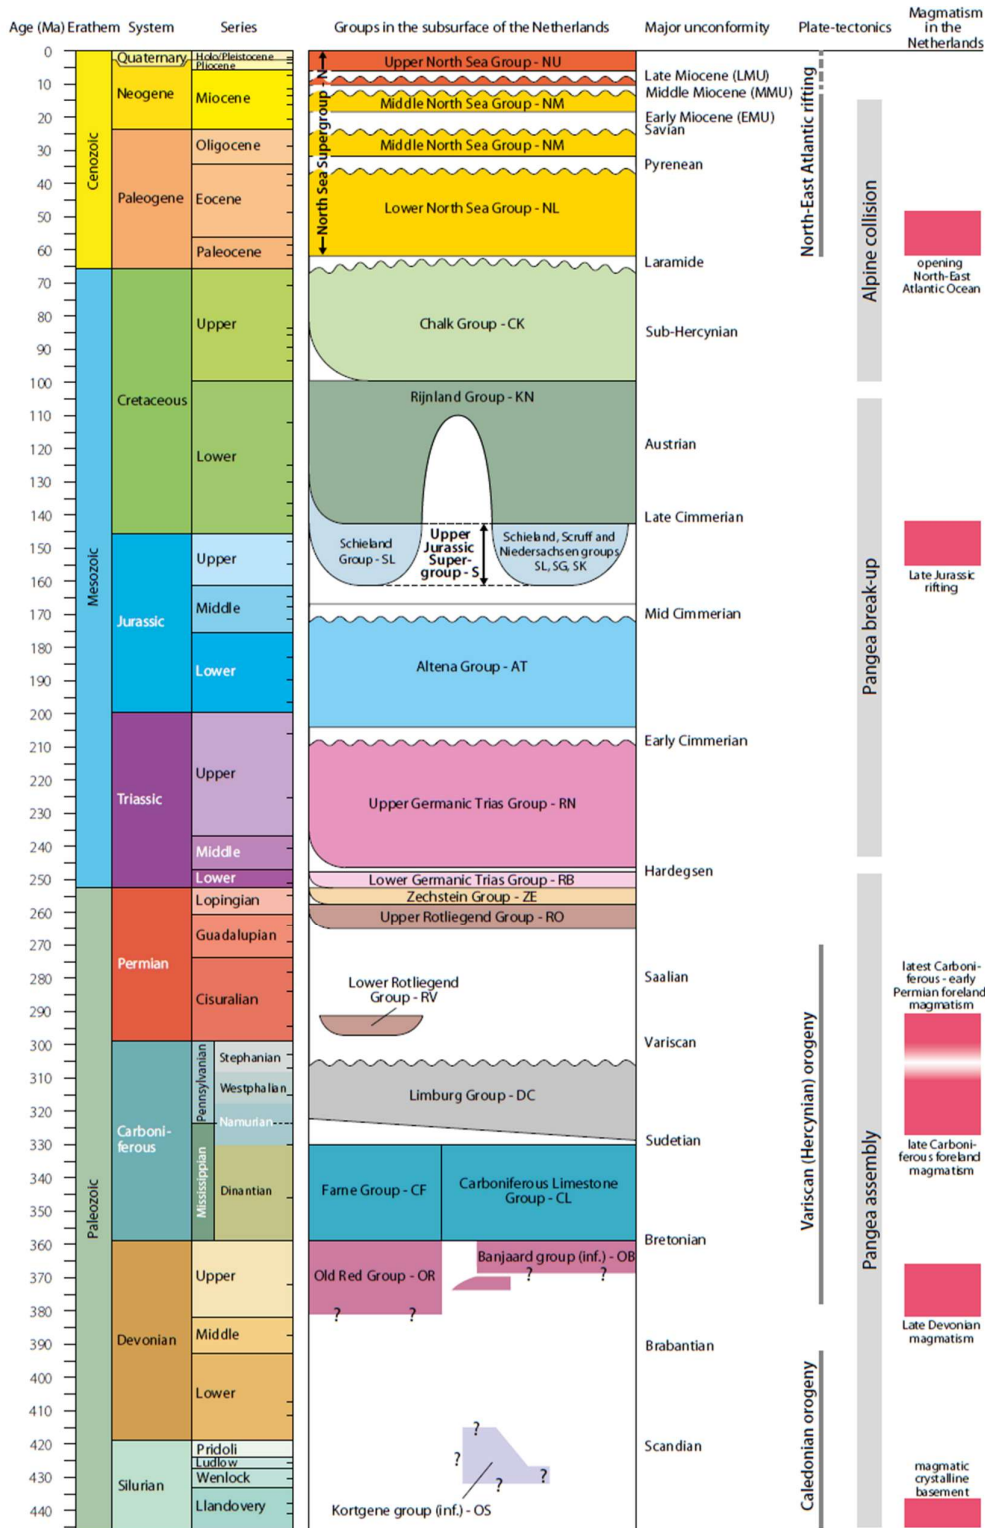 Age (Ma) Erathem System Series Groups in the subsurface of the Netherlands Major unconformity Plate-tectonics Magmatism
in the
Netherlands
0
10
20
30
40
50
60
70
80
90
100
110
120
130
140
150
160
170
180
190
200
210
220
230
240
250
260
270
280
290
300
310
320
330
340
350
360
370
380
390
400
410
420
430
440
Cenozoic
Mesozoic
Paleozoic
Quaternary
Neogene
Paleogene
Cretaceous
Jurassic
Triassic
Permian
Carboni-
ferous
Devonian
Silurian
Holo/Pleistocene
Pliocene
Miocene
Oligocene
Eocene
Paleocene
Upper
Lower
Upper
Middle
Lower
Upper
Middle
Lower
Lopingian
Guadalupian
Cisuralian
Pennsylvanian
Mississippian
Stephanian
Westphalian
Namurian
Dinantian
Upper
Middle
Lower
Pridoli
Ludlow
Wenlock
Llandovery
North Sea Supergroup - N
Upper North Sea Group - NU
Middle North Sea Group - NM
Middle North Sea Group - NM
Lower North Sea Group - NL
Chalk Group - CK
Rijnland Group - KN
Schieland
Group - SL
Upper
Jurassic
Super-
group - S
Schieland, Scruff and
Niedersachsen groups
SL, SG, SK
Altena Group - AT
Upper Germanic Trias Group - RN
Lower Germanic Trias Group - RB
Zechstein Group - ZE
Upper Rotliegend Group - RO
Lower Rotliegend
Group - RV
Limburg Group - DC
Farne Group - CF
Carboniferous Limestone
Group - CL
Old Red Group - OR
? ?
Banjaard group (inf.) - OB
? ?
?
?
?
?
Kortgene group (inf.) - OS
Late Miocene (LMU)
Middle Miocene (MMU)
Early Miocene (EMU)
Savian
Pyrenean
Laramide
Sub-Hercynian
Austrian
Late Cimmerian
Mid Cimmerian
Early Cimmerian
Hardegsen
Saalian
Variscan
Sudetian
Bretonian
Brabantian
Scandian
North-East Atlantic rifting
Variscan (Hercynian) orogeny
Caledonian orogeny
Alpine collision
Pangea break-up
Pangea assembly
opening
North-East
Atlantic Ocean
Late Jurassic
rifting
latest Carboni-
ferous - early
Permian foreland
magmatism
late Carboni-
ferous foreland
magmatism
Late Devonian
magmatism
magmatic
crystalline
basement